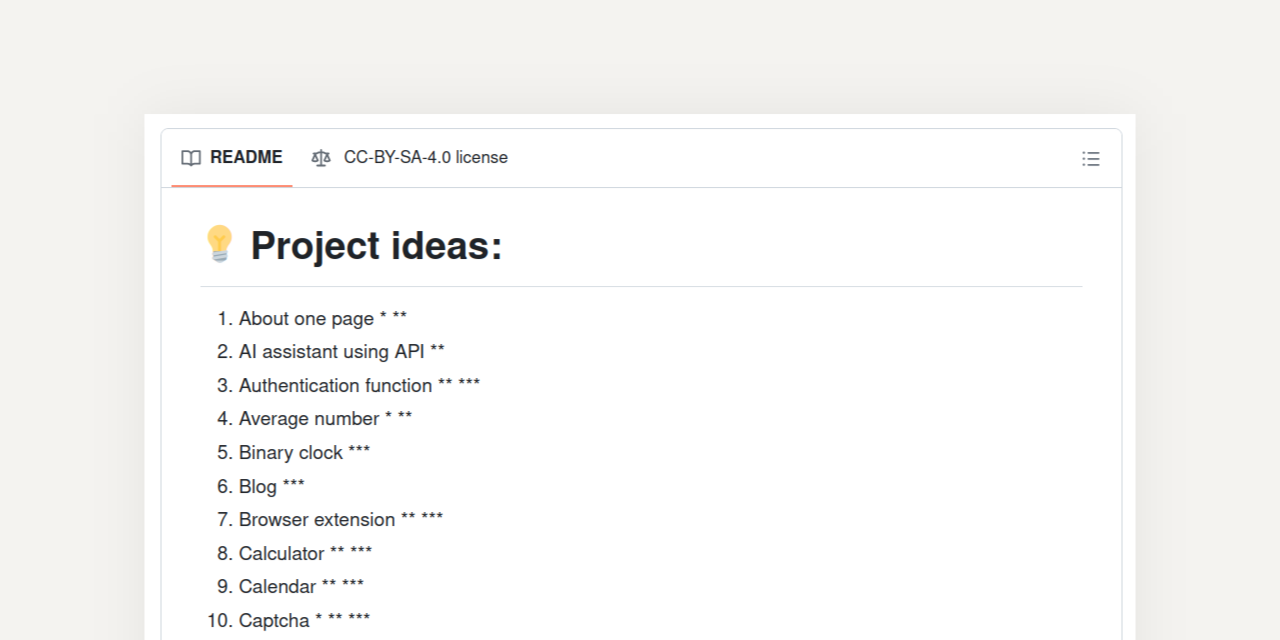 README CC-BY-SA-4.0 license
💡 Project ideas:
1. About one page * **
2. AI assistant using API **
3. Authentication function ** ***
4. Average number * **
5. Binary clock ***
6. Blog ***
7. Browser extension ** ***
8. Calculator ** ***
9. Calendar ** ***
10. Captcha * ** ***